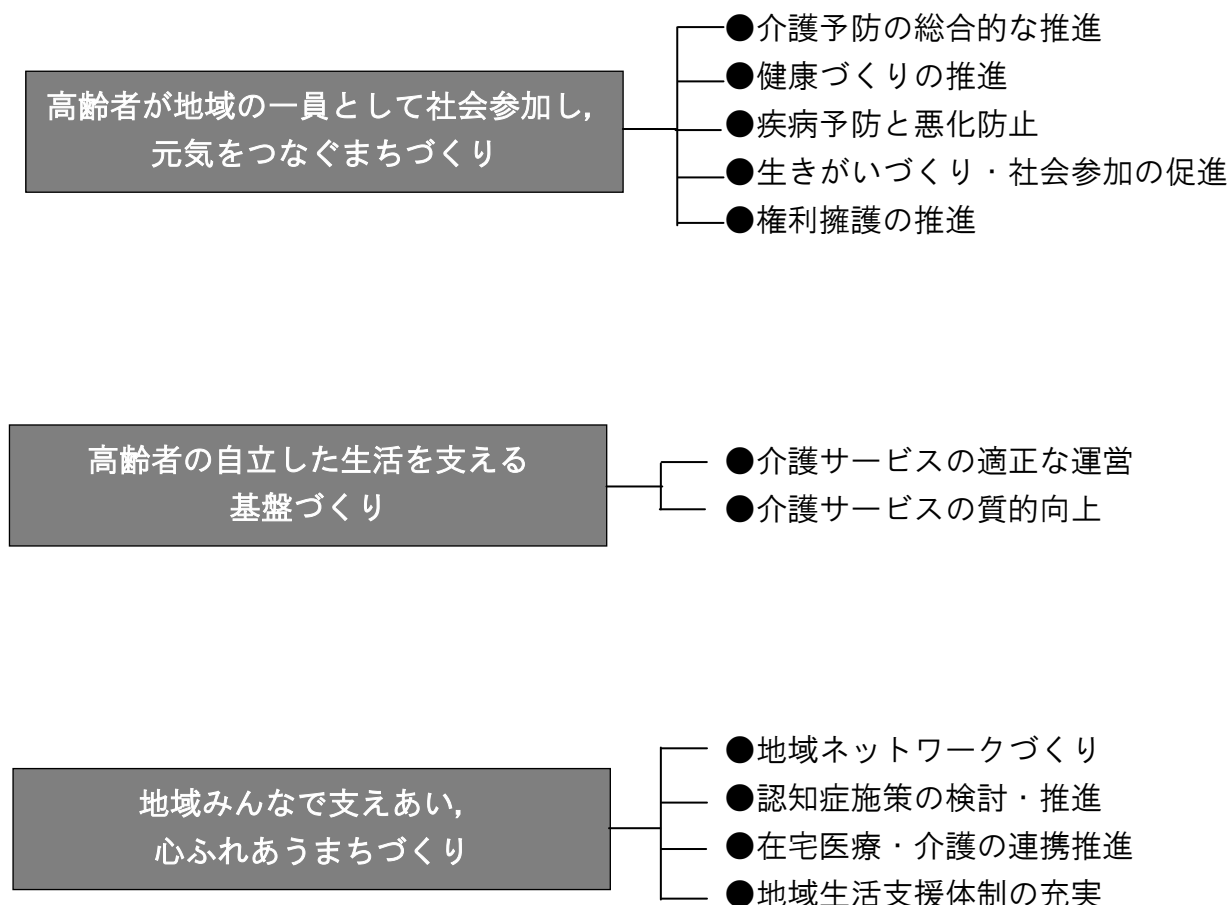 高齢者が地域の一員として社会参加し，
元気をつなぐまちづくり
●介護予防の総合的な推進
●健康づくりの推進
●疾病予防と悪化防止
●生きがいづくり・社会参加の促進
●権利擁護の推進
高齢者の自立した生活を支える
基盤づくり
●介護サービスの適正な運営
●介護サービスの質的向上
地域みんなで支えあい，
心ふれあうまちづくり
●地域ネットワークづくり
●認知症施策の検討・推進
●在宅医療・介護の連携推進
●地域生活支援体制の充実